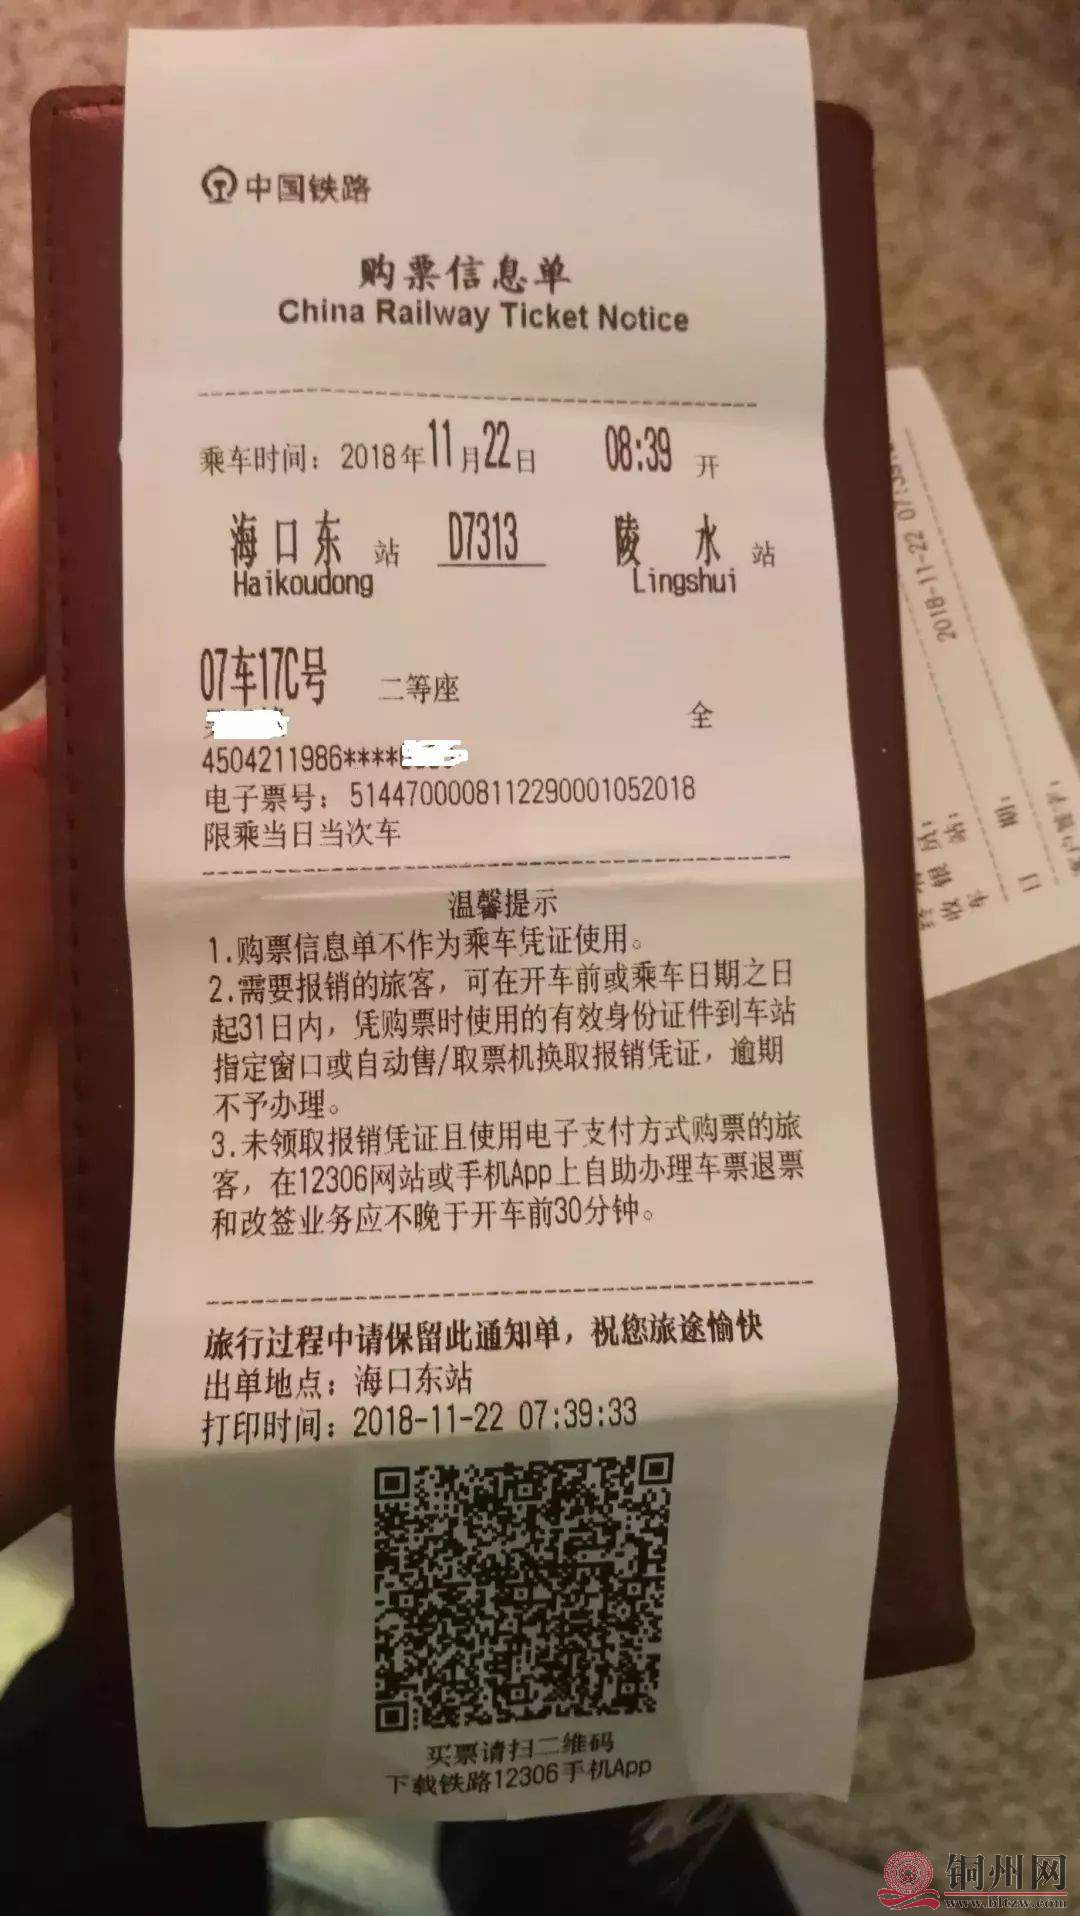 中国铁路
购票信息单
China Railway Ticket Notice
乘车时间：2018年11月22日 08:39 开
海口东 站 D7313 陵 水 站
Haikoudong Lingshui
07车17C号 二等座
全
4504211986****
电子票号：5144700008112290001052018
限乘当日当次车
温馨提示
1.购票信息单不作为乘车凭证使用。
2.需要报销的旅客，可在开车前或乘车日期之日
起31日内，凭购票时使用的有效身份证件到车站
指定窗口或自动售/取票机换取报销凭证，逾期
不予办理。
3.未领取报销凭证且使用电子支付方式购票的旅
客，在12306网站或手机App上自助办理车票退票
和改签业务应不晚于开车前30分钟。
旅行过程中请保留此通知单，祝您旅途愉快
出单地点：海口东站
打印时间：2018-11-22 07:39:33
买票请扫二维码
下载铁路12306手机App
2018-11-22
铜州网
www.bltzw.com